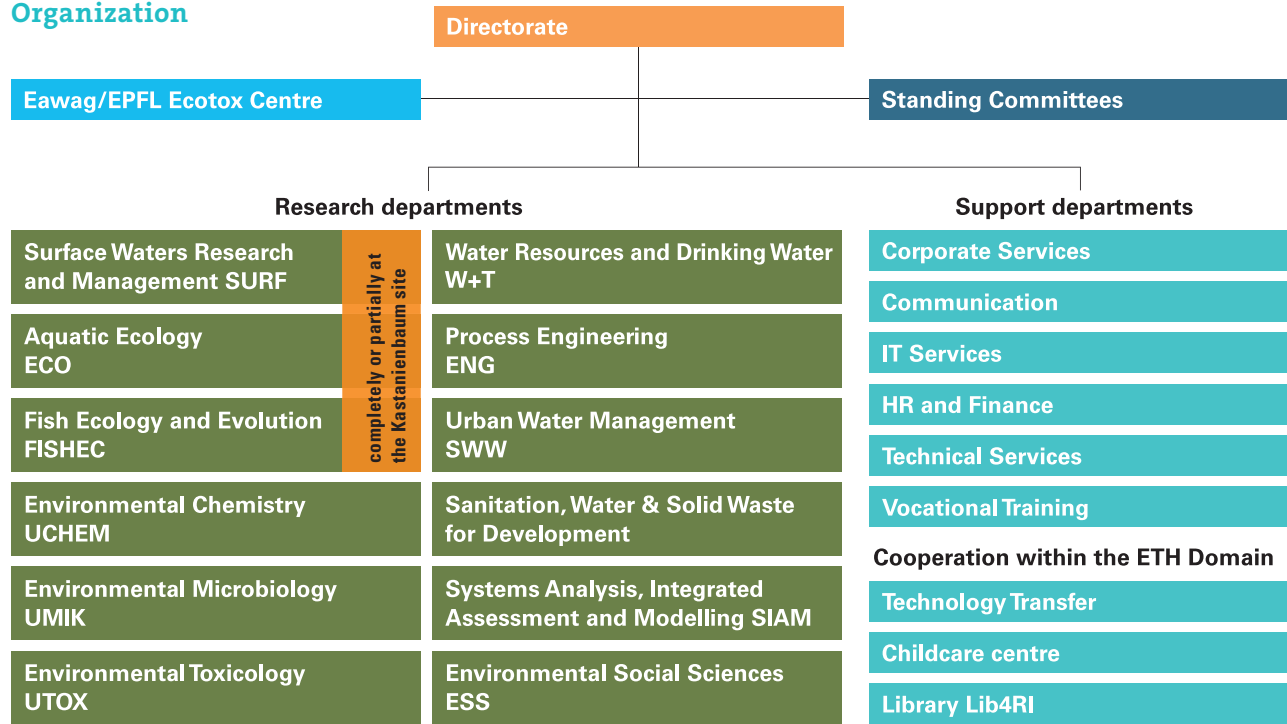 Organization
Directorate
Eawag/EPFL Ecotox Centre
Standing Committees
Research departments
Surface Waters Research
and Management SURF
Aquatic Ecology
ECO
Fish Ecology and Evolution
FISHEC
completely or partially at
the Kastanienbaum site
Environmental Chemistry
UCHEM
Environmental Microbiology
UMIK
Environmental Toxicology
UTOX
Water Resources and Drinking Water
W+T
Process Engineering
ENG
Urban Water Management
SWW
Sanitation, Water & Solid Waste
for Development
Systems Analysis, Integrated
Assessment and Modelling SIAM
Environmental Social Sciences
ESS
Support departments
Corporate Services
Communication
IT Services
HR and Finance
Technical Services
Vocational Training
Cooperation within the ETH Domain
Technology Transfer
Childcare centre
Library Lib4RI